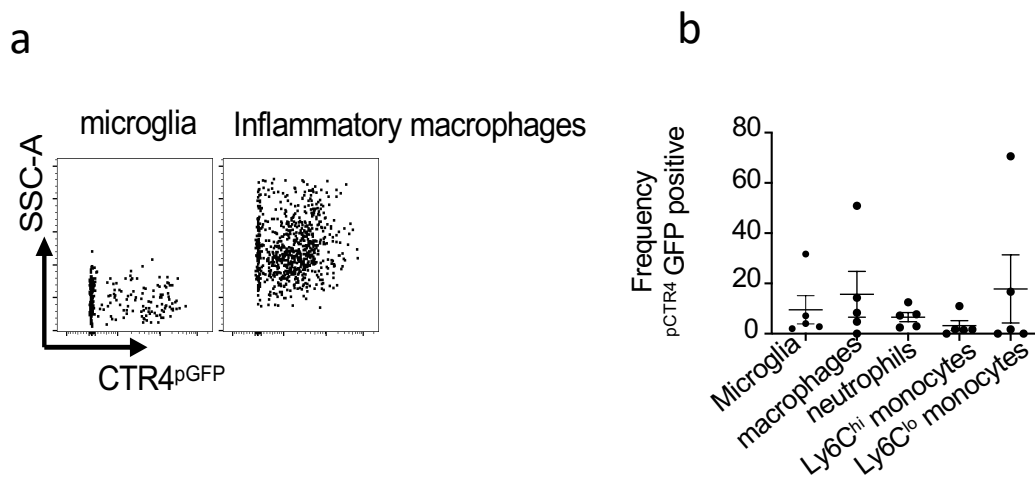 a
microglia
Inflammatory macrophages
SSC-A
CTR4pGFP
b
Frequency
pCTR4 GFP positive
80
60
40
20
0
Microglia
macrophages
neutrophils
Ly6Chi monocytes
Ly6Clo monocytes